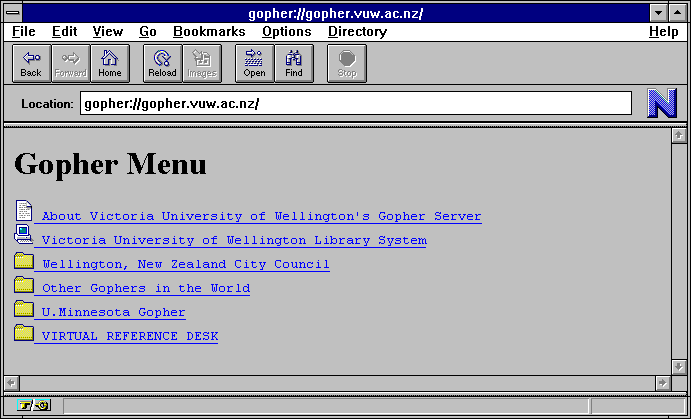 gopher://gopher.vuw.ac.nz/
File Edit View Go Bookmarks Options Directory Help
Back Forward Home Reload Images Open Find Stop
Location: gopher://gopher.vuw.ac.nz/ N
Gopher Menu
About Victoria University of Wellington's Gopher Server
Victoria University of Wellington Library System
Wellington, New Zealand City Council
Other Gophers in the World
U.Minnesota Gopher
VIRTUAL REFERENCE DESK